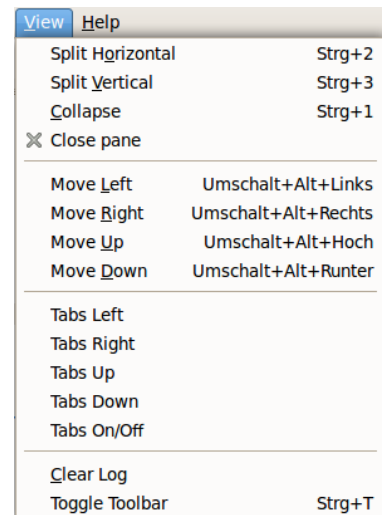 View Help
Split Horizontal Strg+2
Split Vertical Strg+3
Collapse Strg+1
Close pane
Move Left Umschalt+Alt+Links
Move Right Umschalt+Alt+Rechts
Move Up Umschalt+Alt+Hoch
Move Down Umschalt+Alt+Runter
Tabs Left
Tabs Right
Tabs Up
Tabs Down
Tabs On/Off
Clear Log
Toggle Toolbar Strg+T